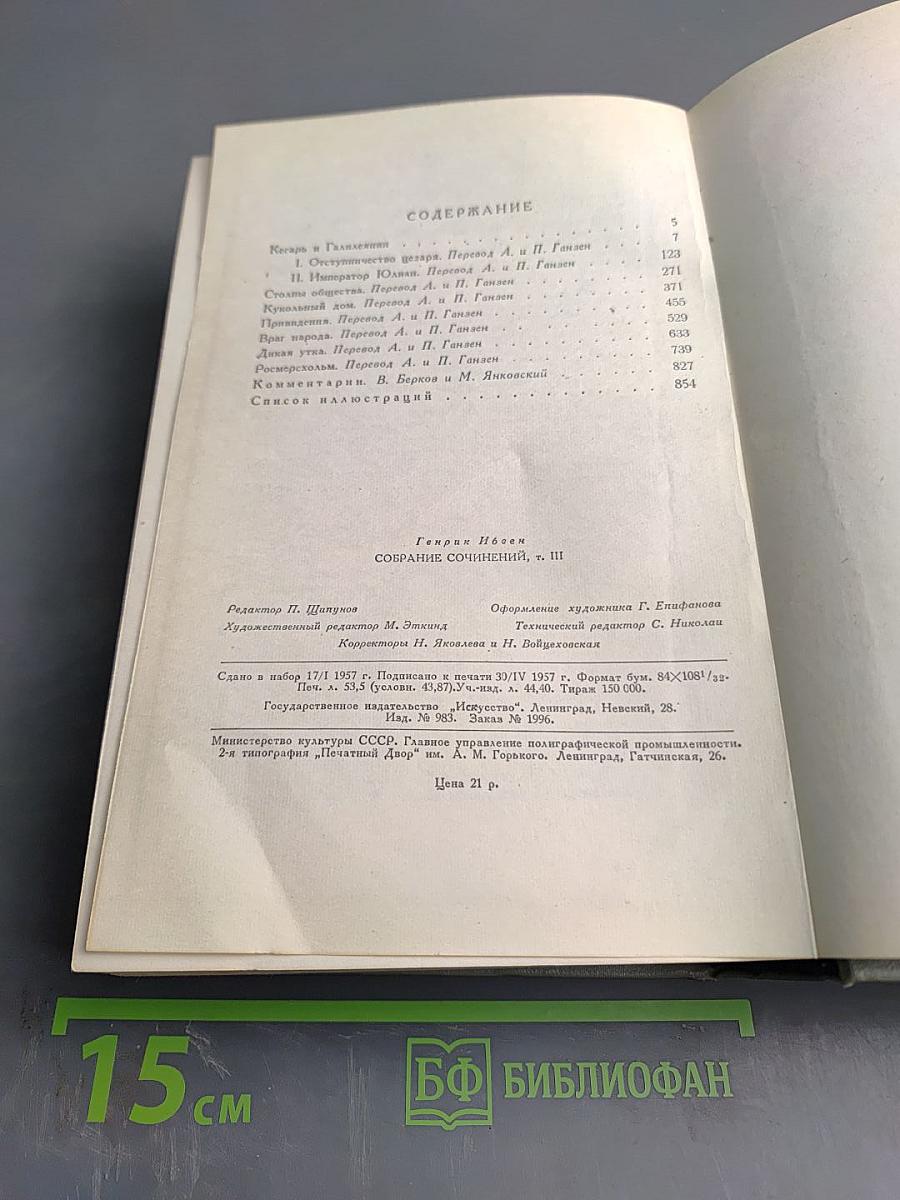 СОДЕРЖАНИЕ
Кесарь и Галилеянин . . . . . . . . . . . . . . . . 5
I. Отступничество цезаря. Перевод А. и П. Ганзен . . . . 7
II. Император Юлиан. Перевод А. и П. Ганзен . . . . 123
Столпы общества. Перевод А. и П. Ганзен . . . . . . . 271
Кукольный дом. Перевод А. и П. Ганзен . . . . . . . 371
Привидения. Перевод А. и П. Ганзен . . . . . . . . 455
Враг народа. Перевод А. и П. Ганзен . . . . . . . . 529
Дикая утка. Перевод А. и П. Ганзен . . . . . . . . 633
Росмерсхольм. Перевод А. и П. Ганзен . . . . . . . . 739
Комментарии. В. Берков и М. Янковский . . . . . . 827
Список иллюстраций . . . . . . . . . . . . 854
Генрик Ибсен
СОБРАНИЕ СОЧИНЕНИЙ, т. III
Редактор П. Щипунов Оформление художника Г. Епифанова
Художественный редактор М. Эткинд Технический редактор С. Николаи
Корректоры Н. Яковлева и Н. Войцеховская
Сдано в набор 17/I 1957 г. Подписано к печати 30/IV 1957 г. Формат бум. 84×108¹/₃₂.
Печ. л. 53,5 (условн. 43,87). Уч.-изд. л. 44,40. Тираж 150 000.
Государственное издательство „Искусство“. Ленинград, Невский, 28.
Изд. № 983. Заказ № 1996.
Министерство культуры СССР. Главное управление полиграфической промышленности.
2-я типография „Печатный Двор“ им. А. М. Горького. Ленинград, Гатчинская, 26.
Цена 21 р.
15 см
БФ БИБЛИОФАН